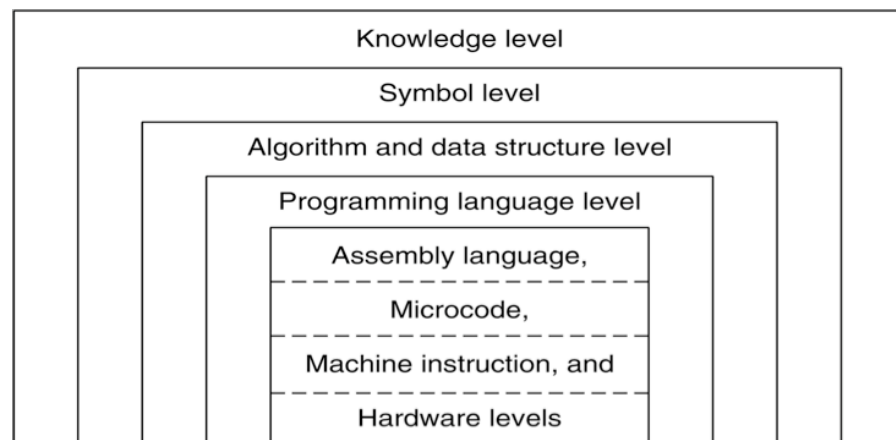 Knowledge level
Symbol level
Algorithm and data structure level
Programming language level
Assembly language,
Microcode,
Machine instruction, and
Hardware levels